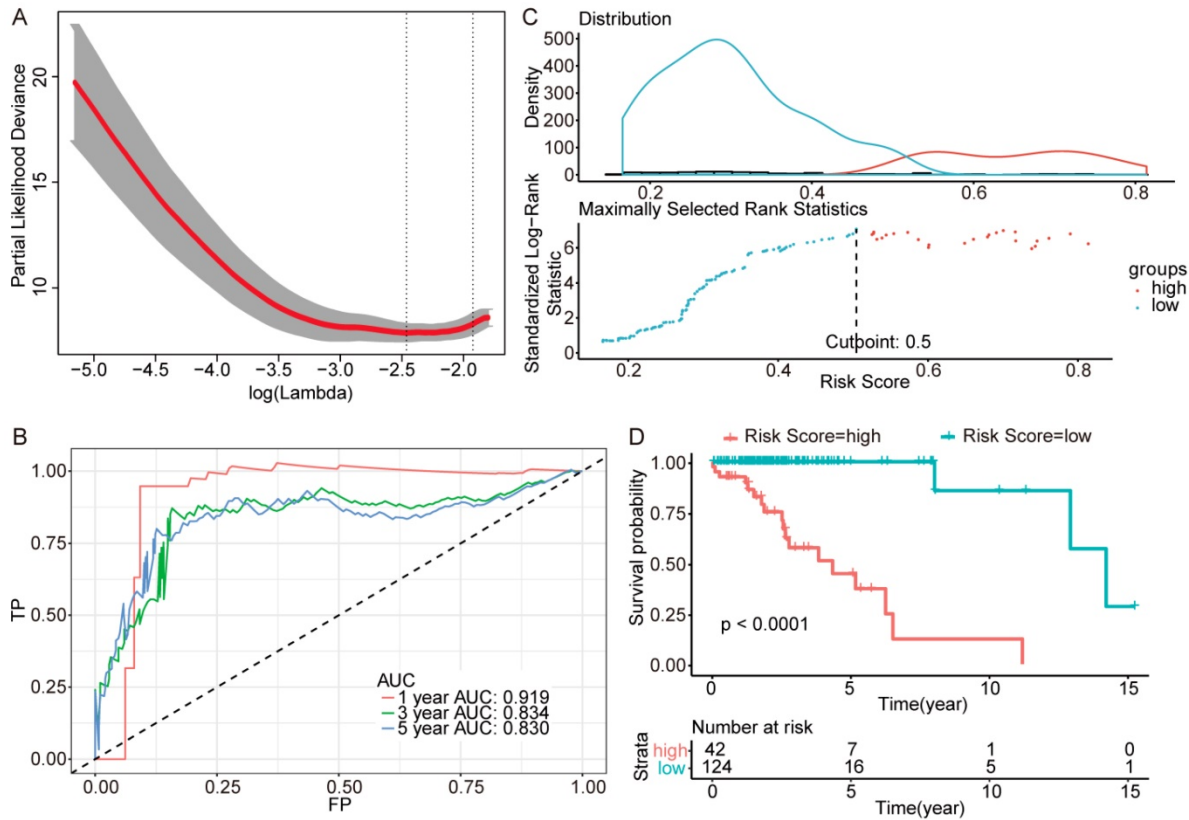 A
Partial Likelihood Deviance
20
15
10
−5.0 −4.5 −4.0 −3.5 −3.0 −2.5 −2.0
log(Lambda)
C
Distribution
Density
500
400
300
200
100
0
0.2 0.4 0.6 0.8
Maximally Selected Rank Statistics
Standardized Log−Rank
Statistic
6
4
2
0
Cutpoint: 0.5
0.2 0.4 0.6 0.8
Risk Score
groups
high
low
B
TP
1.00
0.75
0.50
0.25
0.00
AUC
1 year AUC: 0.919
3 year AUC: 0.834
5 year AUC: 0.830
0.00 0.25 0.50 0.75 1.00
FP
D
Risk Score=high Risk Score=low
Survival probability
1.00
0.75
0.50
0.25
0.00
p < 0.0001
0 5 10 15
Time(year)
Number at risk
Strata
high 42 7 1 0
low 124 16 5 1
0 5 10 15
Time(year)